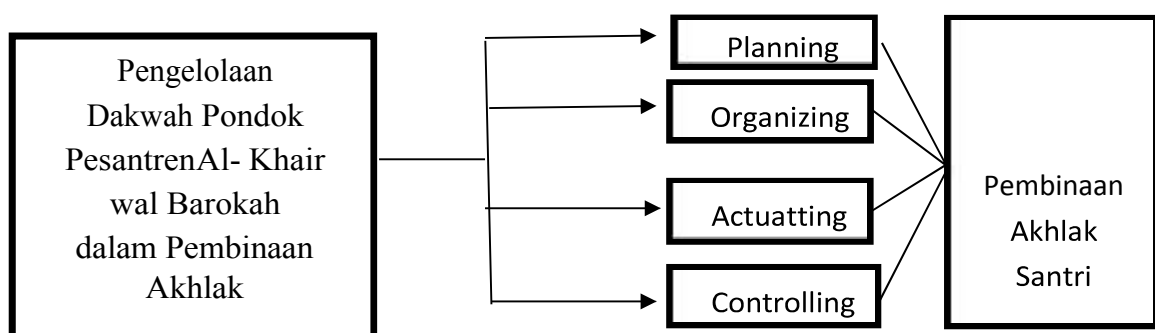 Pengelolaan
Dakwah Pondok
PesantrenAl- Khair
wal Barokah
dalam Pembinaan
Akhlak
Planning
Organizing
Actuatting
Controlling
Pembinaan
Akhlak
Santri